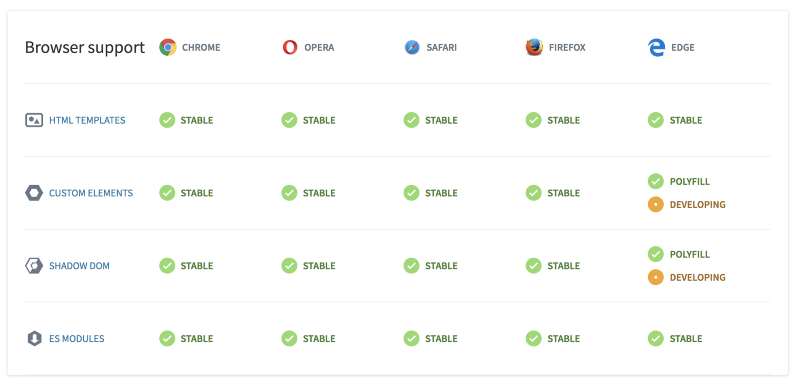 Browser support CHROME OPERA SAFARI FIREFOX EDGE
HTML TEMPLATES STABLE STABLE STABLE STABLE STABLE
CUSTOM ELEMENTS STABLE STABLE STABLE STABLE POLYFILL
DEVELOPING
SHADOW DOM STABLE STABLE STABLE STABLE POLYFILL
DEVELOPING
ES MODULES STABLE STABLE STABLE STABLE STABLE